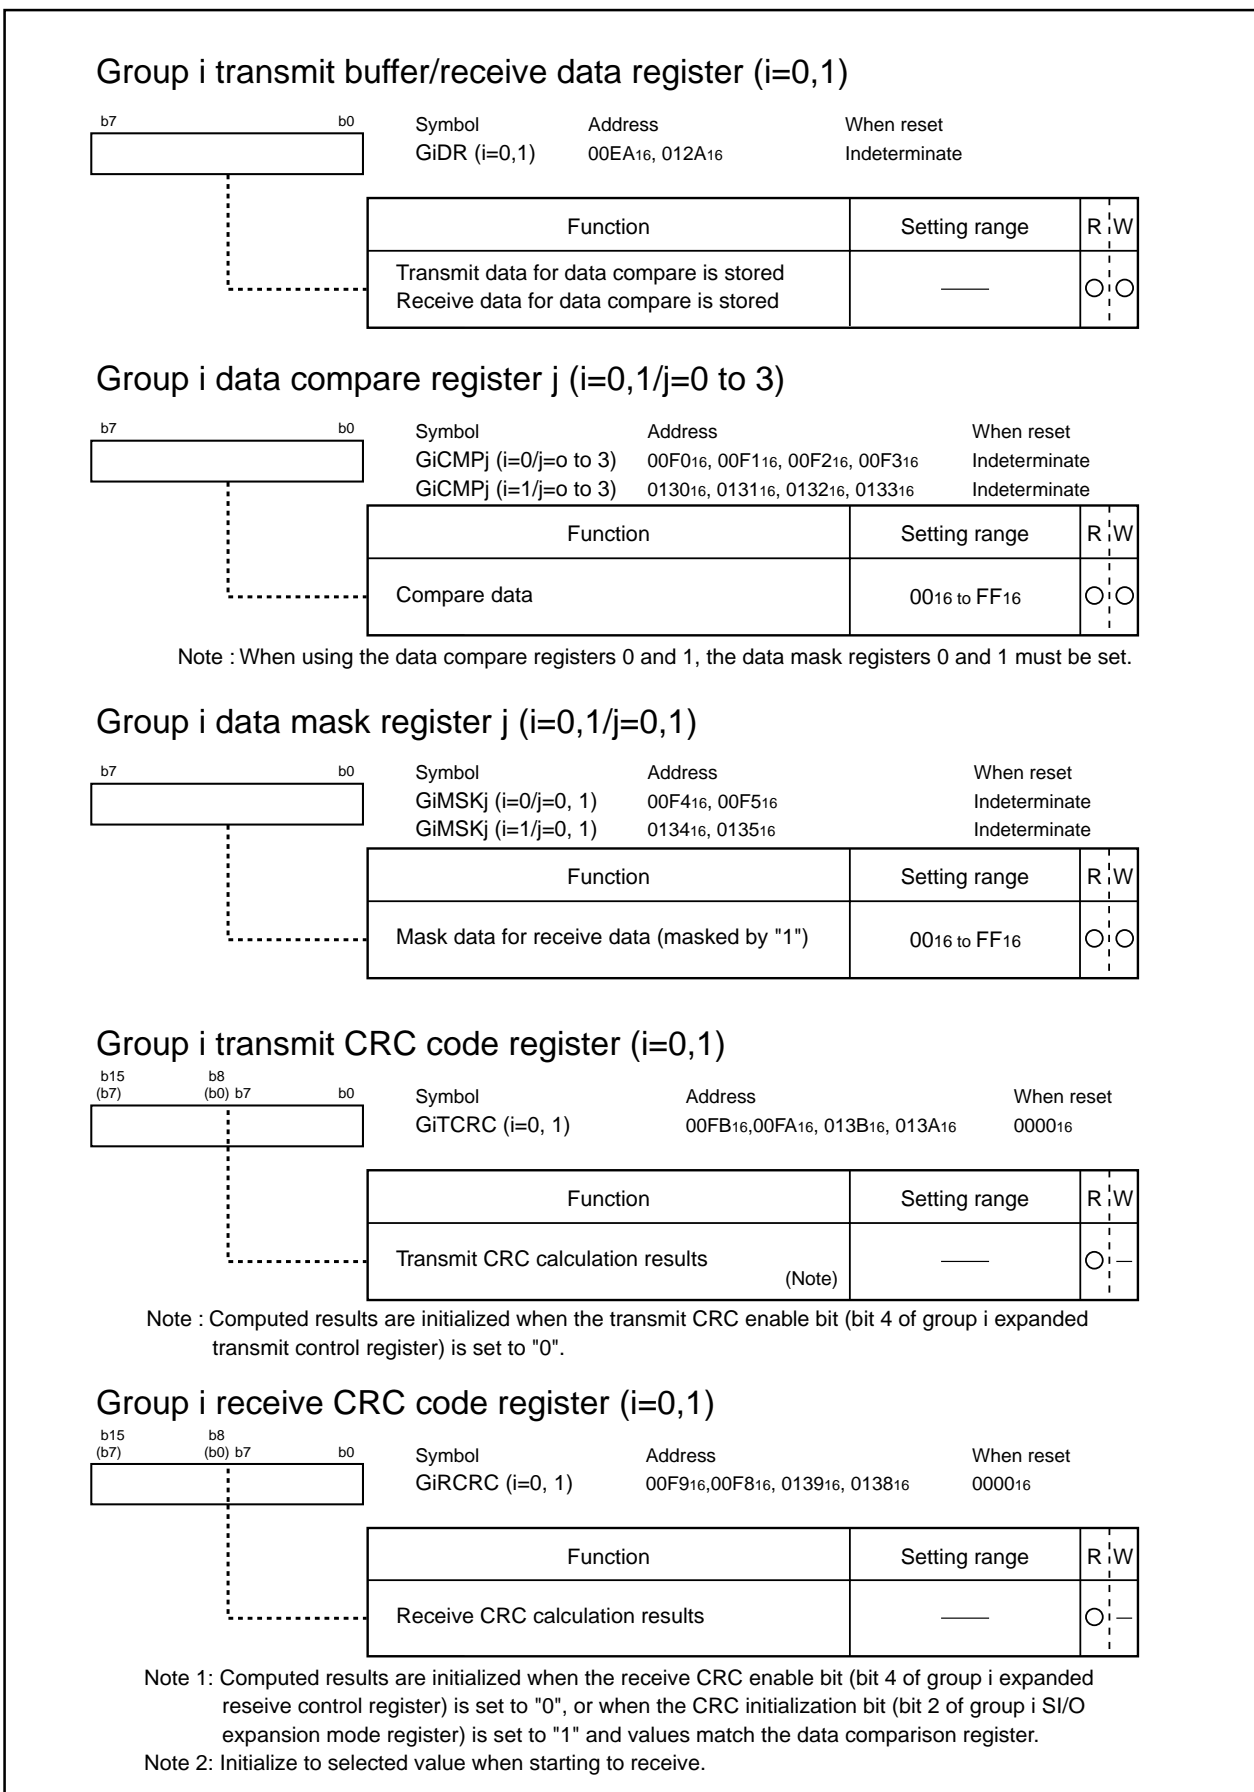 Group i transmit buffer/receive data register (i=0,1)
b7 b0 Symbol Address When reset
GiDR (i=0,1) 00EA16, 012A16 Indeterminate
Function Setting range R W
Transmit data for data compare is stored
Receive data for data compare is stored
Group i data compare register j (i=0,1/j=0 to 3)
b7 b0 Symbol Address When reset
GiCMPj (i=0/j=o to 3) 00F016, 00F116, 00F216, 00F316 Indeterminate
GiCMPj (i=1/j=o to 3) 013016, 013116, 013216, 013316 Indeterminate
Function Setting range R W
Compare data 0016 to FF16
Note : When using the data compare registers 0 and 1, the data mask registers 0 and 1 must be set.
Group i data mask register j (i=0,1/j=0,1)
b7 b0 Symbol Address When reset
GiMSKj (i=0/j=0, 1) 00F416, 00F516 Indeterminate
GiMSKj (i=1/j=0, 1) 013416, 013516 Indeterminate
Function Setting range R W
Mask data for receive data (masked by "1") 0016 to FF16
Group i transmit CRC code register (i=0,1)
b15 b8
(b7) (b0) b7 b0 Symbol Address When reset
GiTCRC (i=0, 1) 00FB16,00FA16, 013B16, 013A16 000016
Function Setting range R W
Transmit CRC calculation results
(Note)
Note : Computed results are initialized when the transmit CRC enable bit (bit 4 of group i expanded
transmit control register) is set to "0".
Group i receive CRC code register (i=0,1)
b15 b8
(b7) (b0) b7 b0 Symbol Address When reset
GiRCRC (i=0, 1) 00F916,00F816, 013916, 013816 000016
Function Setting range R W
Receive CRC calculation results
Note 1: Computed results are initialized when the receive CRC enable bit (bit 4 of group i expanded
reseive control register) is set to "0", or when the CRC initialization bit (bit 2 of group i SI/O
expansion mode register) is set to "1" and values match the data comparison register.
Note 2: Initialize to selected value when starting to receive.